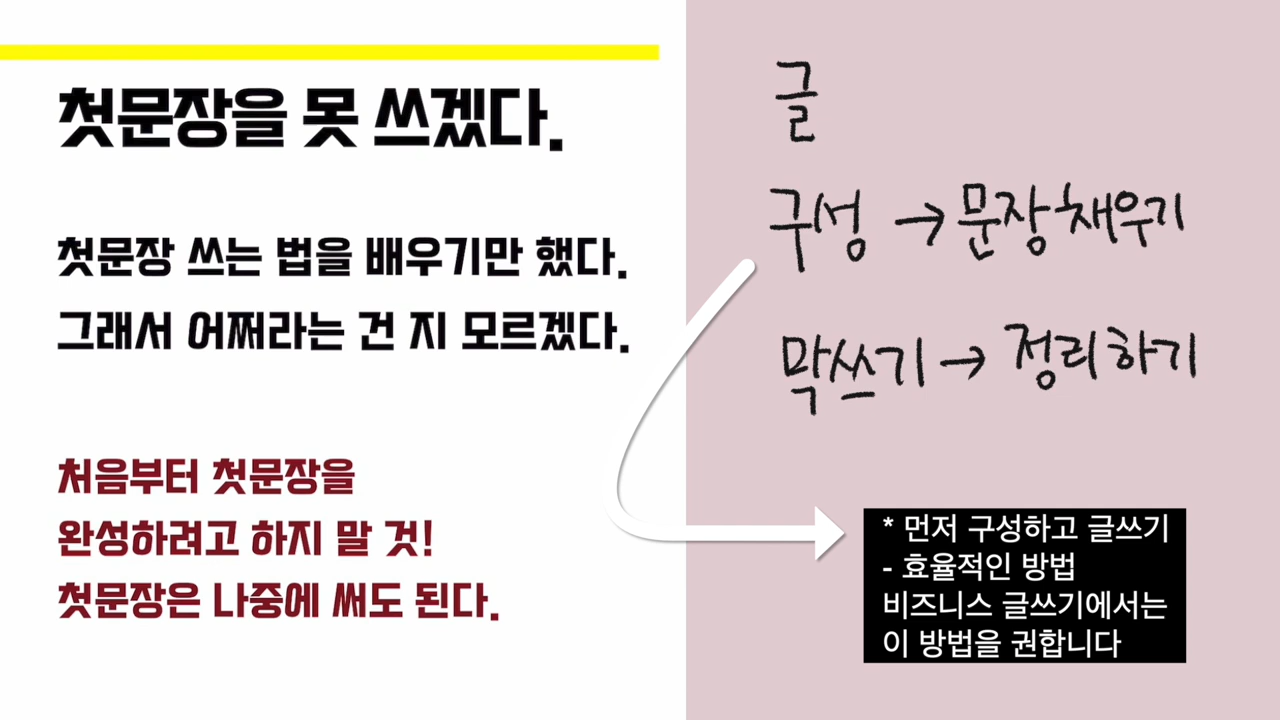 첫문장을 못 쓰겠다.
첫문장 쓰는 법을 배우기만 했다.
그래서 어쩌라는 건 지 모르겠다.
처음부터 첫문장을
완성하려고 하지 말 것!
첫문장은 나중에 써도 된다.
글
구성 → 문장 채우기
막쓰기 → 정리하기
* 먼저 구성하고 글쓰기
- 효율적인 방법
비즈니스 글쓰기에서는
이 방법을 권합니다